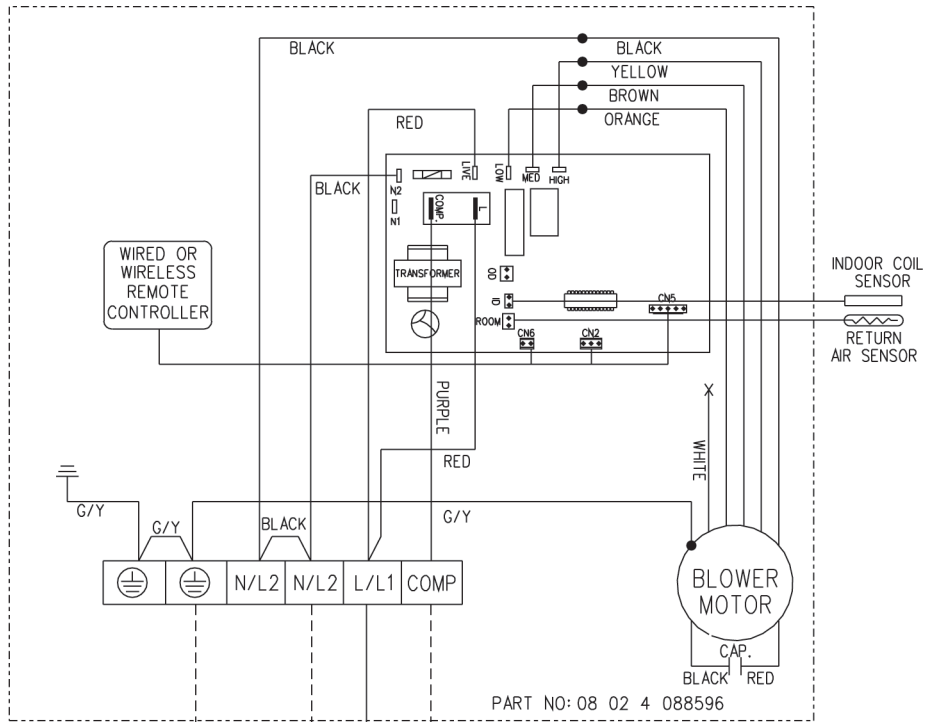 BLACK
BLACK
YELLOW
BROWN
ORANGE
RED
BLACK
N2
N1
LIVE
LOW
MED
HIGH
COMP.
L
WIRED OR
WIRELESS
REMOTE
CONTROLLER
TRANSFORMER
OD
ID
ROOM
CN6
CN2
CN5
INDOOR COIL
SENSOR
RETURN
AIR SENSOR
PURPLE
RED
WHITE
G/Y
G/Y
BLACK
G/Y
N/L2
N/L2
L/L1
COMP
BLOWER
MOTOR
CAP.
BLACK
RED
PART NO: 08 02 4 088596